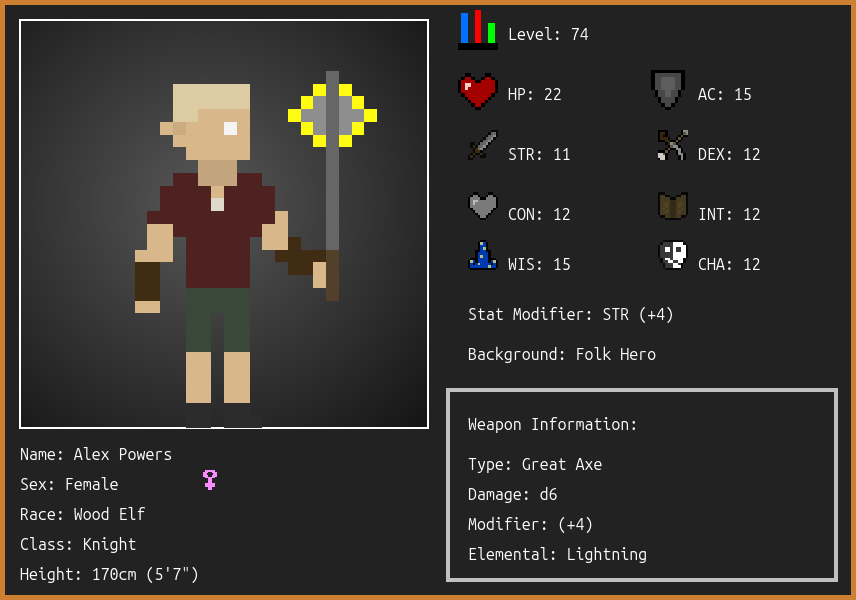 Level: 74
HP: 22
AC: 15
STR: 11
DEX: 12
CON: 12
INT: 12
WIS: 15
CHA: 12
Stat Modifier: STR (+4)
Background: Folk Hero
Weapon Information:
Type: Great Axe
Damage: d6
Modifier: (+4)
Elemental: Lightning
Name: Alex Powers
Sex: Female
Race: Wood Elf
Class: Knight
Height: 170cm (5'7")